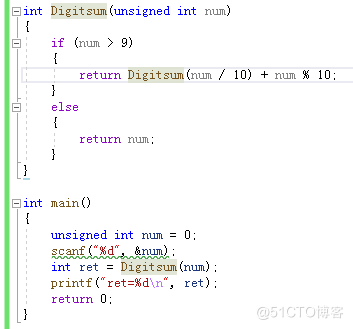 int Digitsum(unsigned int num)
{
if (num > 9)
{
return Digitsum(num / 10) + num % 10;
}
else
{
return num;
}
}
int main()
{
unsigned int num = 0;
scanf("%d", &num);
int ret = Digitsum(num);
printf("ret=%d\n", ret);
return 0;
}
@51CTO博客